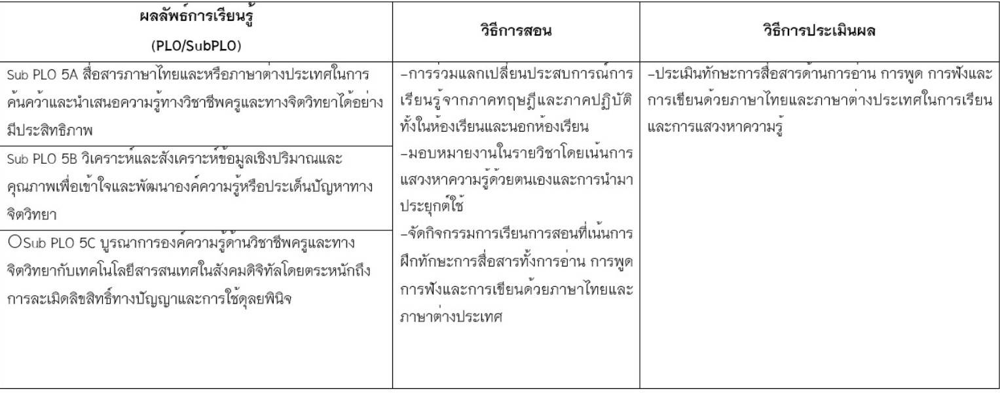 ผลลัพธ์การเรียนรู้
(PLO/SubPLO)
วิธีการสอน
วิธีการประเมินผล
Sub PLO 5A สื่อสารภาษาไทยและหรือภาษาต่างประเทศในการ
ค้นคว้าและนำเสนอความรู้ทางวิชาชีพครูและทางจิตวิทยาได้อย่าง
มีประสิทธิภาพ
Sub PLO 5B วิเคราะห์และสังเคราะห์ข้อมูลเชิงปริมาณและ
คุณภาพเพื่อเข้าใจและพัฒนาองค์ความรู้หรือประเด็นปัญหาทาง
จิตวิทยา
○Sub PLO 5C บูรณาการองค์ความรู้ด้านวิชาชีพครูและทาง
จิตวิทยากับเทคโนโลยีสารสนเทศในสังคมดิจิทัลโดยตระหนักถึง
การละเมิดลิขสิทธิ์ทางปัญญาและการใช้ดุลยพินิจ
-การร่วมแลกเปลี่ยนประสบการณ์การ
เรียนรู้จากภาคทฤษฎีและภาคปฏิบัติ
ทั้งในห้องเรียนและนอกห้องเรียน
-มอบหมายงานในรายวิชาโดยเน้นการ
แสวงหาความรู้ด้วยตนเองและการนำมา
ประยุกต์ใช้
-จัดกิจกรรมการเรียนการสอนที่เน้นการ
ฝึกทักษะการสื่อสารทั้งการอ่าน การพูด
การฟังและการเขียนด้วยภาษาไทยและ
ภาษาต่างประเทศ
-ประเมินทักษะการสื่อสารด้านการอ่าน การพูด การฟังและ
การเขียนด้วยภาษาไทยและภาษาต่างประเทศในการเรียน
และการแสวงหาความรู้